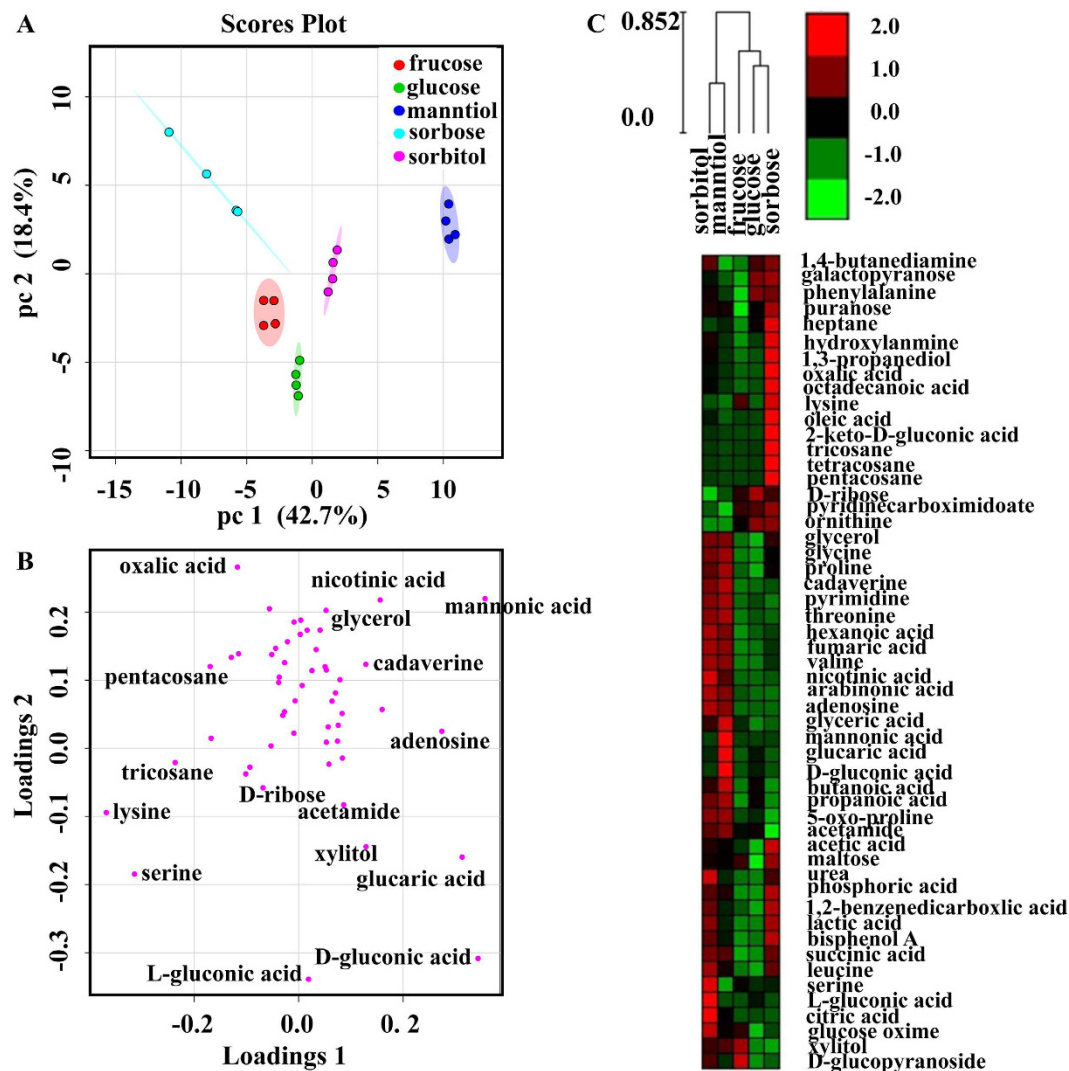 A
Scores Plot
frucose
glucose
manntiol
sorbose
sorbitol
10
5
0
-5
-10
pc 2 (18.4%)
-15
-10
-5
0
5
10
pc 1 (42.7%)
B
oxalic acid
nicotinic acid
mannonic acid
glycerol
cadaverine
pentacosane
adenosine
tricosane
D-ribose
lysine
acetamide
xylitol
serine
glucaric acid
D-gluconic acid
L-gluconic acid
0.2
0.1
0.0
-0.1
-0.2
-0.3
Loadings 2
-0.2
0.0
0. 2
Loadings 1
C
0.852
0.0
sorbitol
manntiol
frucose
glucose
sorbose
2.0
1.0
0.0
-1.0
-2.0
1,4-butanediamine
galactopyranose
phenylalanine
puranose
heptane
hydroxylanmine
1,3-propanediol
oxalic acid
octadecanoic acid
lysine
oleic acid
2-keto-D-gluconic acid
tricosane
tetracosane
pentacosane
D-ribose
pyridinecarboximidoate
ornithine
glycerol
glycine
proline
cadaverine
pyrimidine
threonine
hexanoic acid
fumaric acid
valine
nicotinic acid
arabinonic acid
adenosine
glyceric acid
mannonic acid
glucaric acid
D-gluconic acid
butanoic acid
propanoic acid
5-oxo-proline
acetamide
acetic acid
maltose
urea
phosphoric acid
1,2-benzenedicarboxlic acid
lactic acid
bisphenol A
succinic acid
leucine
serine
L-gluconic acid
citric acid
glucose oxime
xylitol
D-glucopyranoside